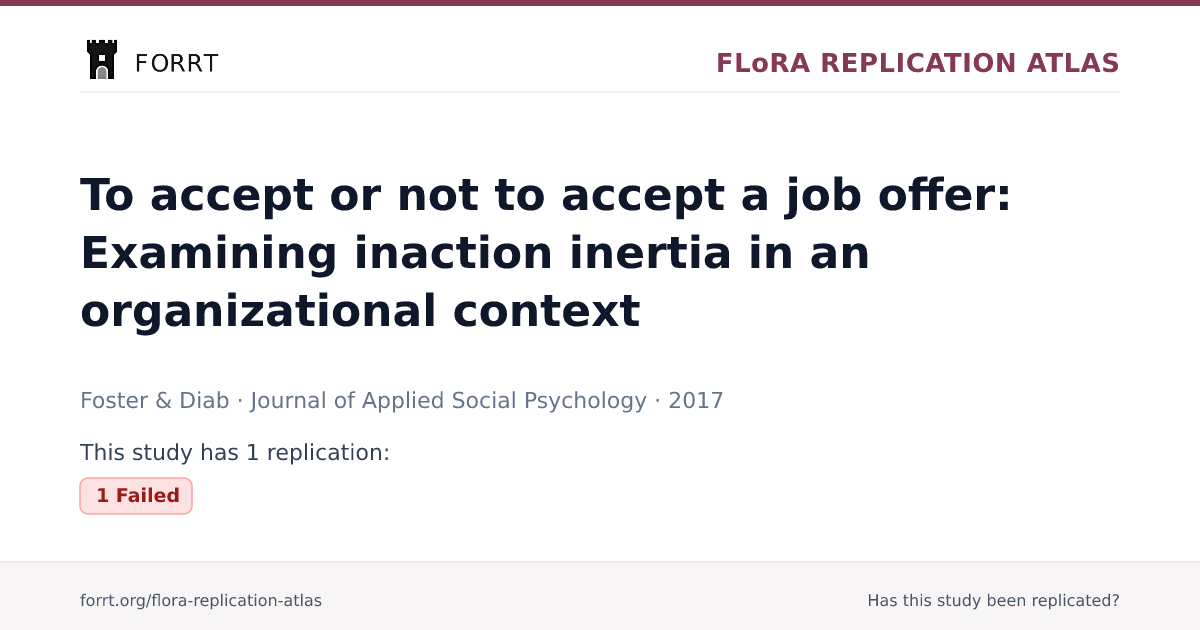 FORRT
FLoRA REPLICATION ATLAS
To accept or not to accept a job offer:
Examining inaction inertia in an
organizational context
Foster & Diab · Journal of Applied Social Psychology · 2017
This study has 1 replication:
1 Failed
forrt.org/flora-replication-atlas
Has this study been replicated?